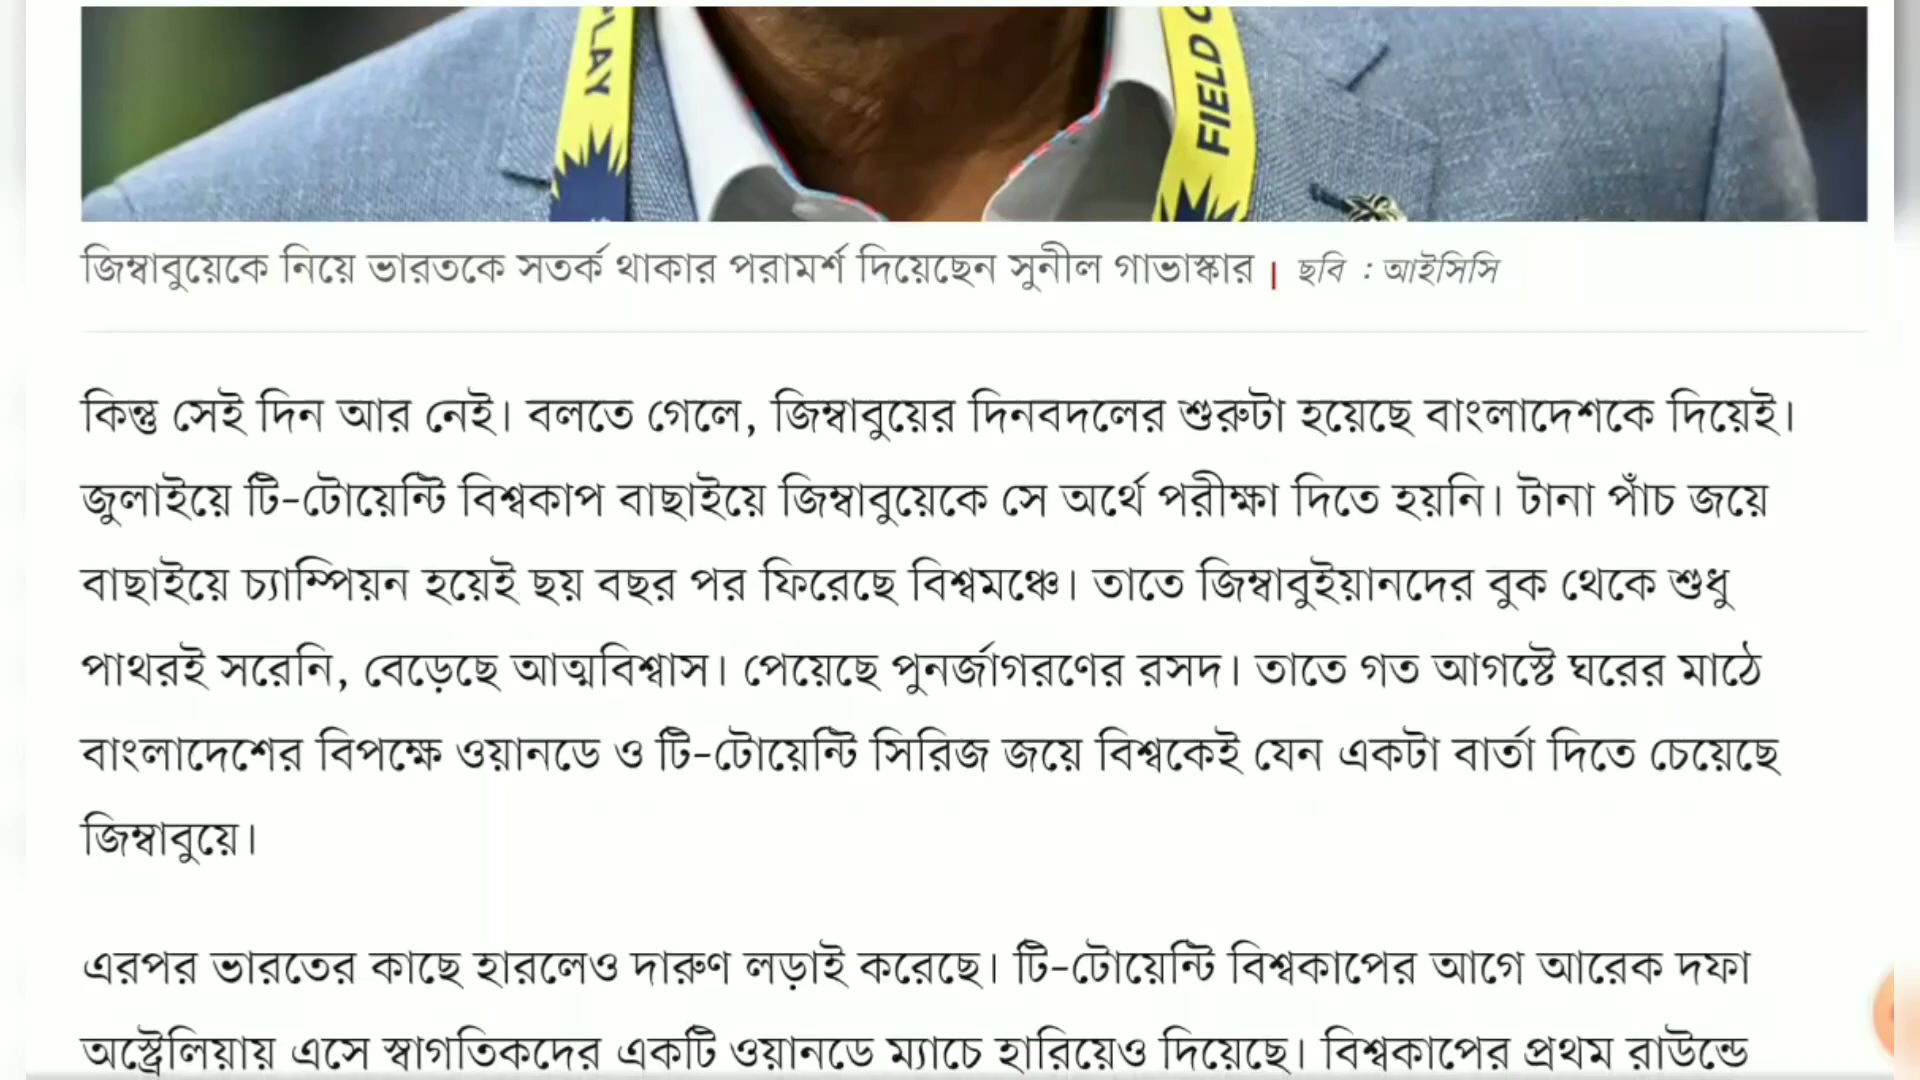 PLAY
FIELD
জিম্বাবুয়েকে নিয়ে ভারতকে সতর্ক থাকার পরামর্শ দিয়েছেন সুনীল গাভাস্কার | ছবি : আইসিসি
কিন্তু সেই দিন আর নেই। বলতে গেলে, জিম্বাবুয়ের দিনবদলের শুরুটা হয়েছে বাংলাদেশকে দিয়েই।
জুলাইয়ে টি-টোয়েন্টি বিশ্বকাপ বাছাইয়ে জিম্বাবুয়েকে সে অর্থে পরীক্ষা দিতে হয়নি। টানা পাঁচ জয়ে
বাছাইয়ে চ্যাম্পিয়ন হয়েই ছয় বছর পর ফিরেছে বিশ্বমঞ্চে। তাতে জিম্বাবুইয়ানদের বুক থেকে শুধু
পাথরই সরেনি, বেড়েছে আত্মবিশ্বাস। পেয়েছে পুনর্জাগরণের রসদ। তাতে গত আগস্টে ঘরের মাঠে
বাংলাদেশের বিপক্ষে ওয়ানডে ও টি-টোয়েন্টি সিরিজ জয়ে বিশ্বকেই যেন একটা বার্তা দিতে চেয়েছে
জিম্বাবুয়ে।
এরপর ভারতের কাছে হারলেও দারুণ লড়াই করেছে। টি-টোয়েন্টি বিশ্বকাপের আগে আরেক দফা
অস্ট্রেলিয়ায় এসে স্বাগতিকদের একটি ওয়ানডে ম্যাচে হারিয়েও দিয়েছে। বিশ্বকাপের প্রথম রাউন্ডে